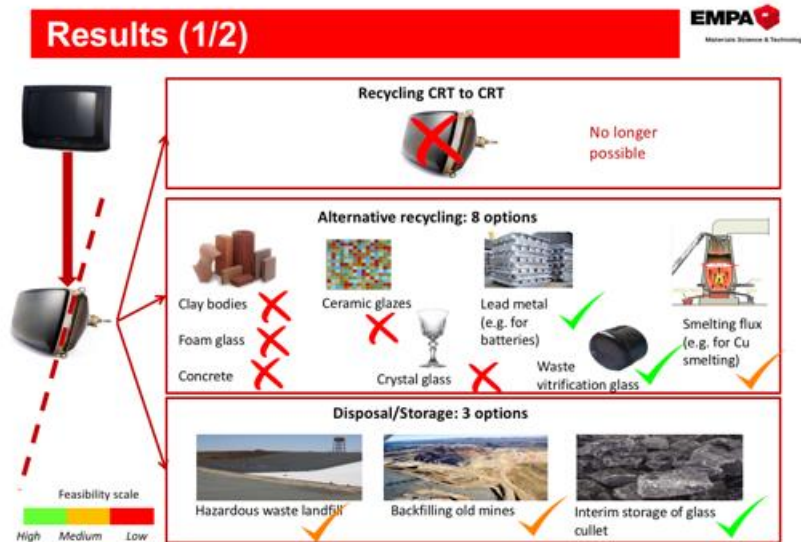 Results (1/2)
EMPA
Materials Science & Technology
Recycling CRT to CRT
No longer
possible
Alternative recycling: 8 options
Clay bodies
Foam glass
Concrete
Ceramic glazes
Crystal glass
Lead metal
(e.g. for
batteries)
Waste
vitrification glass
Smelting flux
(e.g. for Cu
smelting)
Disposal/Storage: 3 options
Hazardous waste landfill
Backfilling old mines
Interim storage of glass
cullet
Feasibility scale
High Medium Low